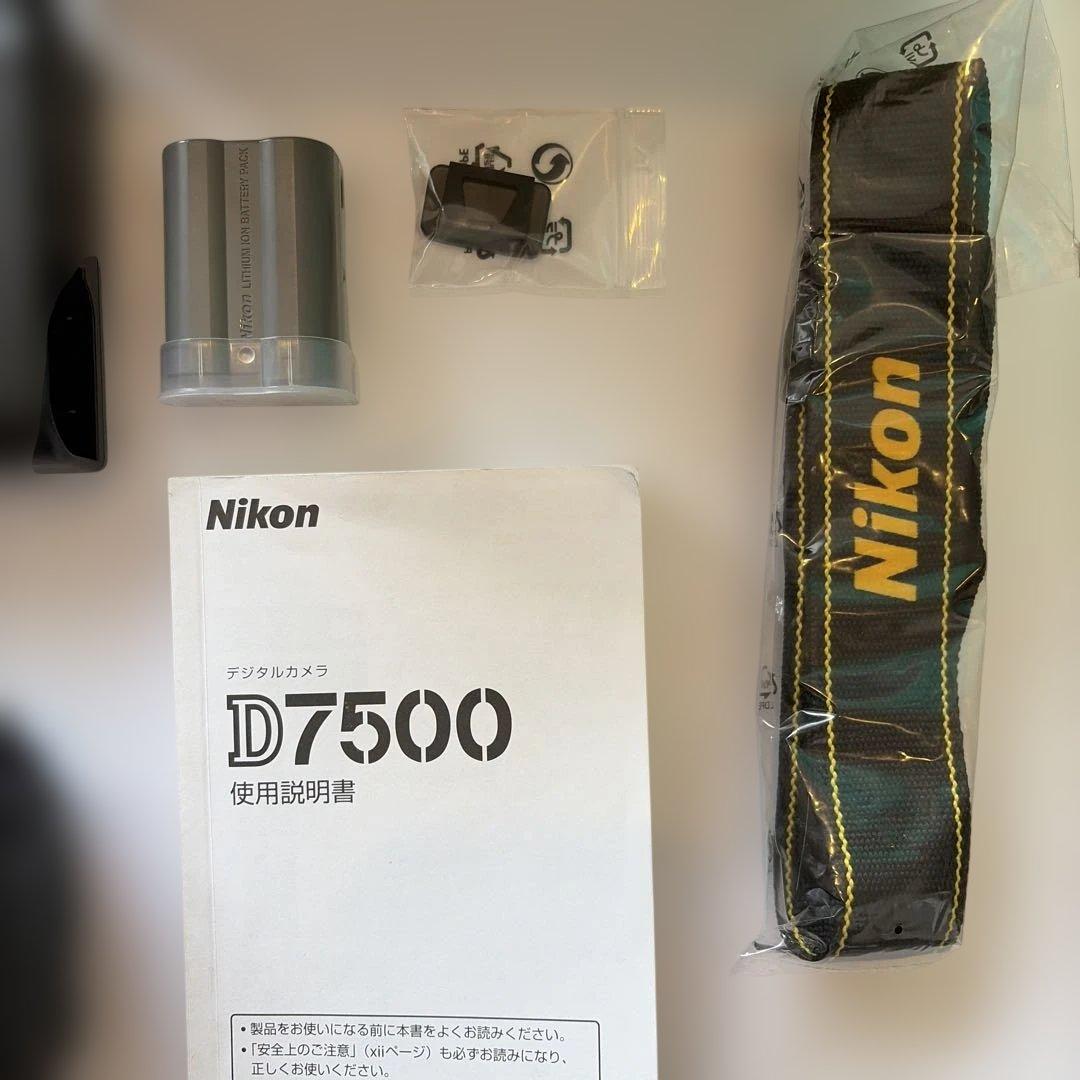 Nikon LITHIUM ION BATTERY PACK
Nikon
Nikon
デジタルカメラ
D7500
使用説明書
• 製品をお使いになる前に本書をよくお読みください。
• 「安全上のご注意」（xiiページ）も必ずお読みになり、
正しくお使いください。